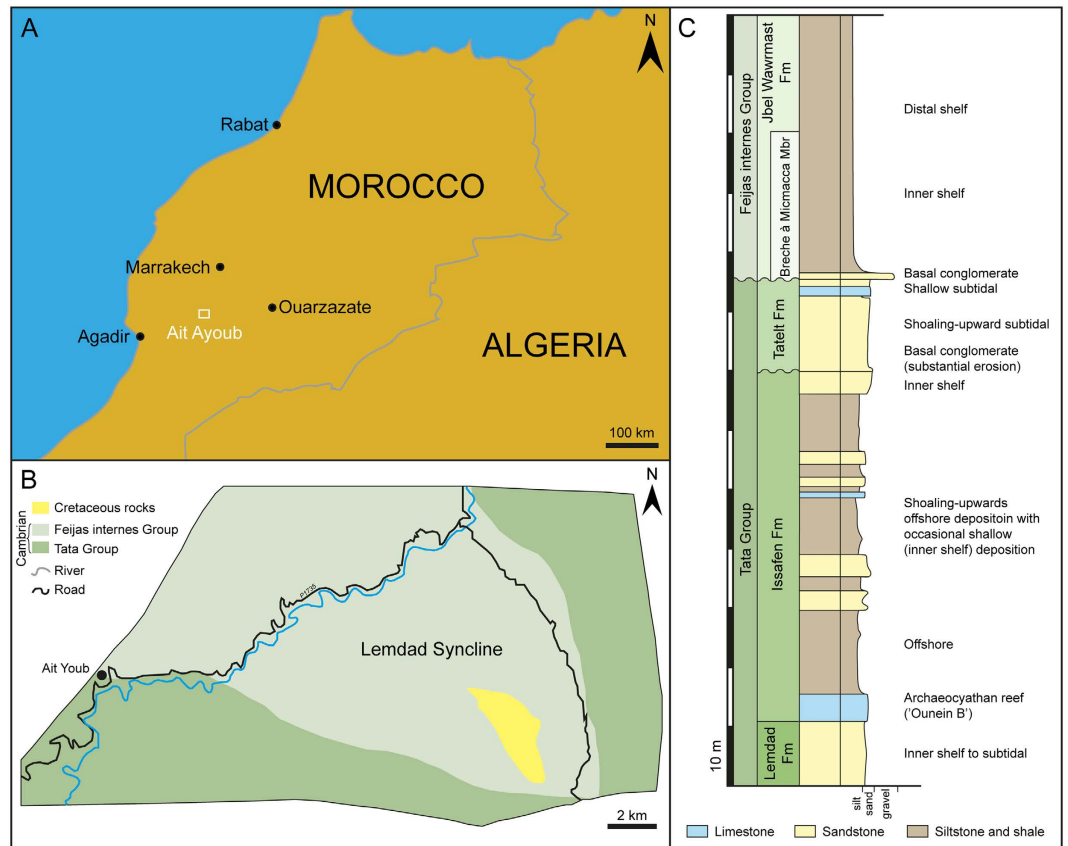 A
N
Rabat
MOROCCO
Marrakech
Ouarzazate
Ait Ayoub
Agadir
ALGERIA
100 km
B
N
Cretaceous rocks
Cambrian
Feijas internes Group
Tata Group
River
Road
P1735
Ait Youb
Lemdad Syncline
2 km
C
Feijas internes Group
Jbel Wawrmast
Fm
Breche à Micmacca Mbr
Tata Group
Tatelt Fm
Issafen Fm
Lemdad
Fm
10 m
Distal shelf
Inner shelf
Basal conglomerate
Shallow subtidal
Shoaling-upward subtidal
Basal conglomerate
(substantial erosion)
Inner shelf
Shoaling-upwards
offshore depositoin with
occasional shallow
(inner shelf) deposition
Offshore
Archaeocyathan reef
('Ounein B')
Inner shelf to subtidal
silt
sand
gravel
Limestone
Sandstone
Siltstone and shale